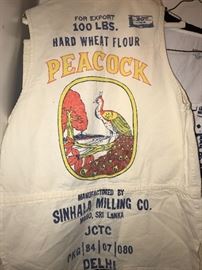 FOR EXPORT
100 LBS.
HARD WHEAT FLOUR
PEACOCK
MANUFACTURED BY
SINHALA MILLING CO.
SRI LANKA
JCTC
PKG 84 07 080
DELHI